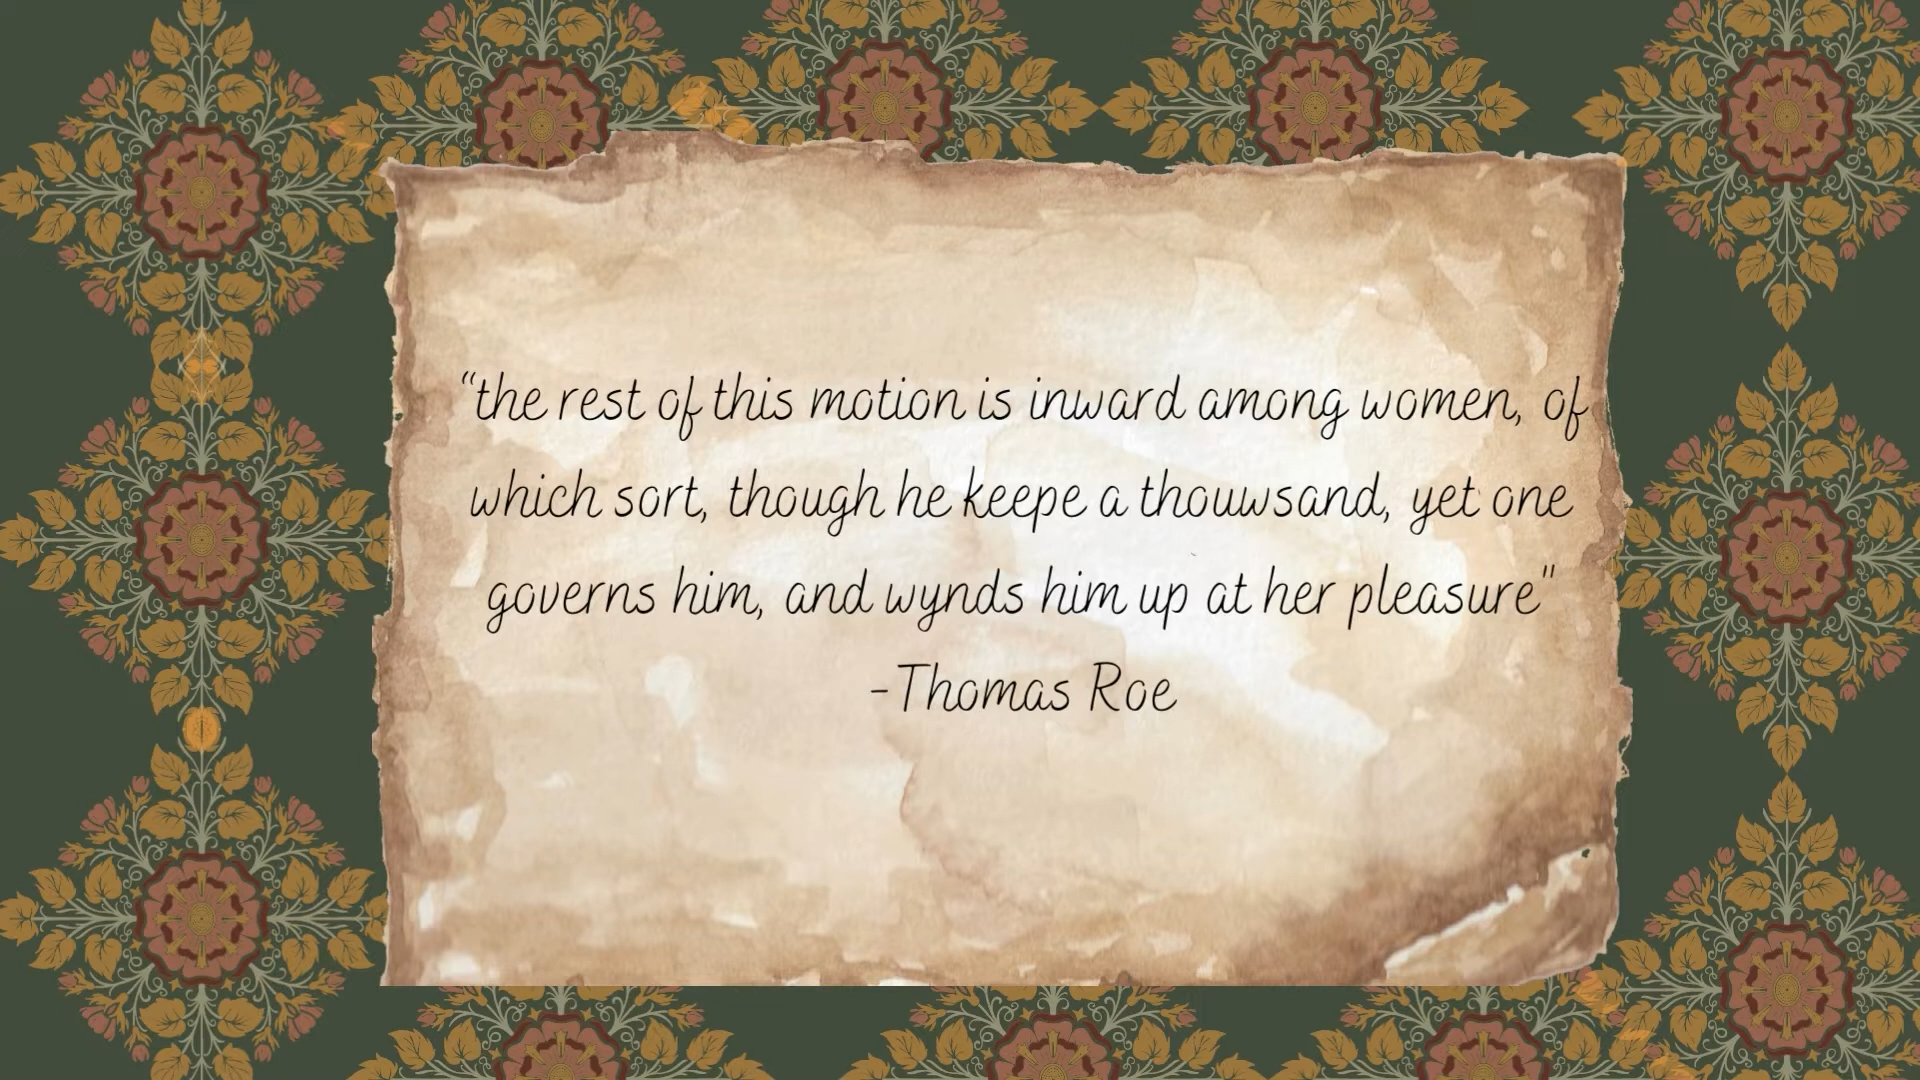 “the rest of this motion is inward among women, of
which sort, though he keepe a thouwsand, yet one
governs him, and wynds him up at her pleasure"
-Thomas Roe